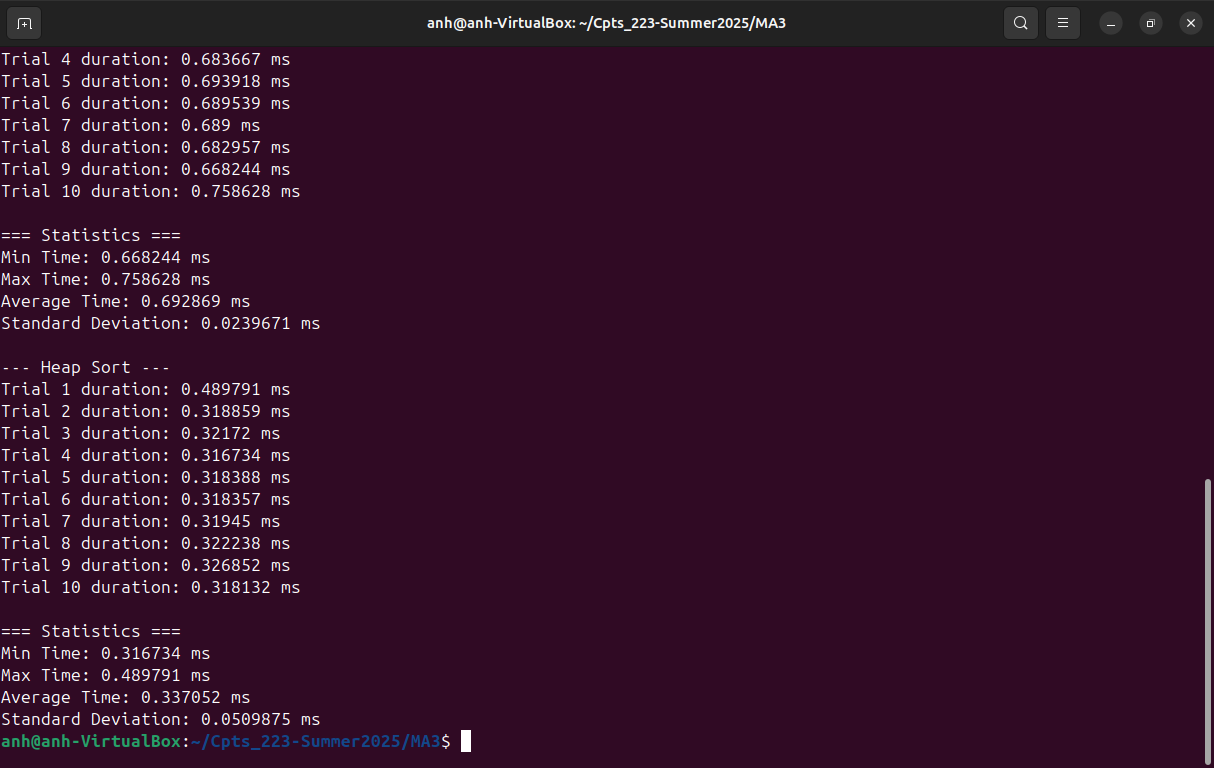 anh@anh-VirtualBox: ~/Cpts_223-Summer2025/MA3
Trial 4 duration: 0.683667 ms
Trial 5 duration: 0.693918 ms
Trial 6 duration: 0.689539 ms
Trial 7 duration: 0.689 ms
Trial 8 duration: 0.682957 ms
Trial 9 duration: 0.668244 ms
Trial 10 duration: 0.758628 ms
=== Statistics ===
Min Time: 0.668244 ms
Max Time: 0.758628 ms
Average Time: 0.692869 ms
Standard Deviation: 0.0239671 ms
--- Heap Sort ---
Trial 1 duration: 0.489791 ms
Trial 2 duration: 0.318859 ms
Trial 3 duration: 0.32172 ms
Trial 4 duration: 0.316734 ms
Trial 5 duration: 0.318388 ms
Trial 6 duration: 0.318357 ms
Trial 7 duration: 0.31945 ms
Trial 8 duration: 0.322238 ms
Trial 9 duration: 0.326852 ms
Trial 10 duration: 0.318132 ms
=== Statistics ===
Min Time: 0.316734 ms
Max Time: 0.489791 ms
Average Time: 0.337052 ms
Standard Deviation: 0.0509875 ms
anh@anh-VirtualBox:~/Cpts_223-Summer2025/MA3$